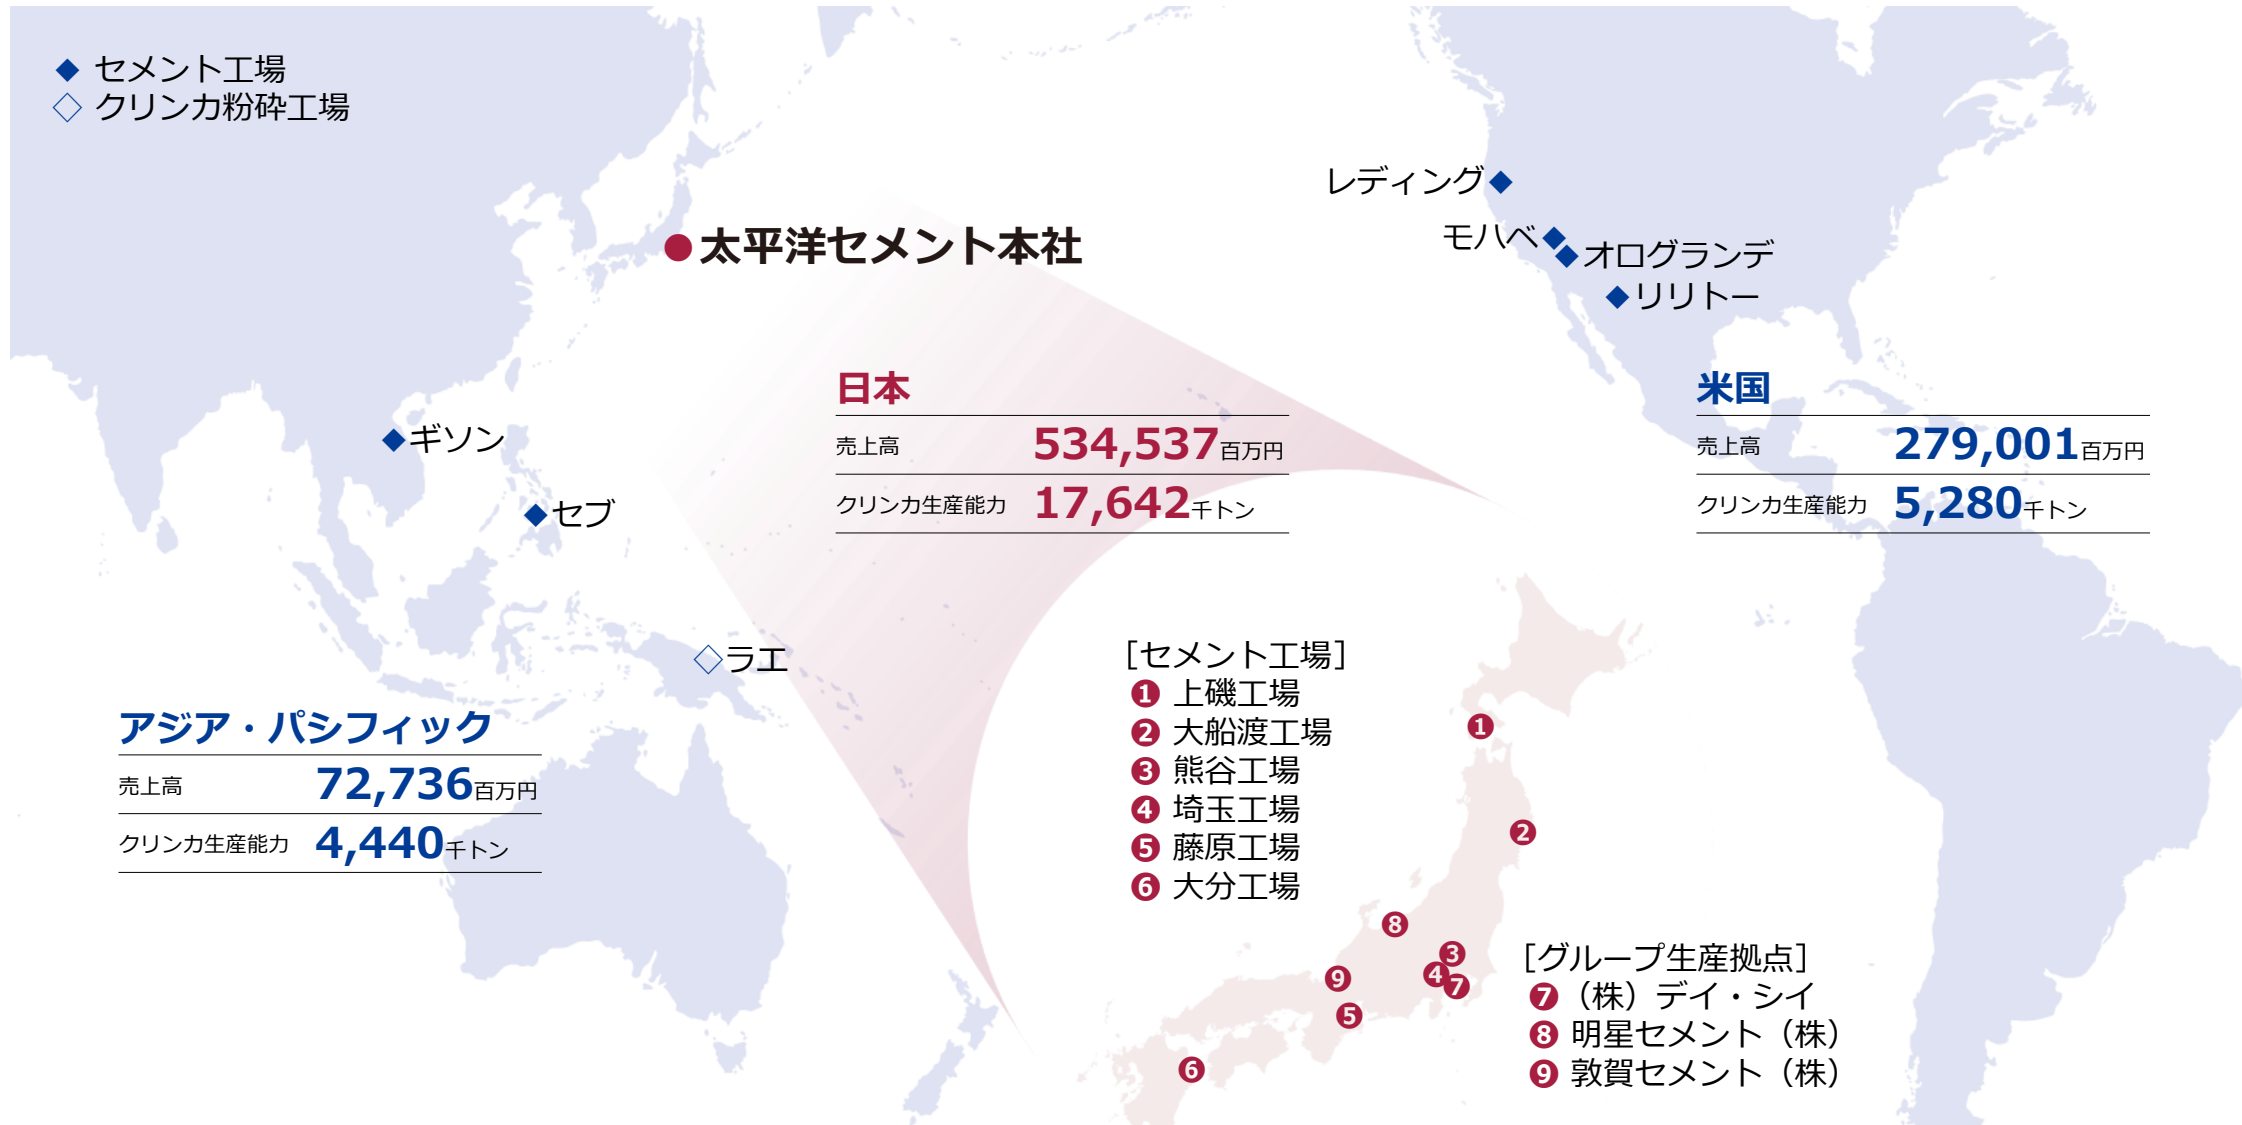 ◆ セメント工場
◇ クリンカ粉砕工場
●太平洋セメント本社
レディング◆
モハベ◆
◆オログランデ
◆リリトー
◆ギソン
◆セブ
◇ラエ
日本
売上高 534,537百万円
クリンカ生産能力 17,642千トン
米国
売上高 279,001百万円
クリンカ生産能力 5,280千トン
アジア・パシフィック
売上高 72,736百万円
クリンカ生産能力 4,440千トン
［セメント工場］
❶ 上磯工場
❷ 大船渡工場
❸ 熊谷工場
❹ 埼玉工場
❺ 藤原工場
❻ 大分工場
❶
❷
❽
❸
❹
❼
❾
❺
❻
［グループ生産拠点］
❼（株）デイ・シイ
❽ 明星セメント（株）
❾ 敦賀セメント（株）